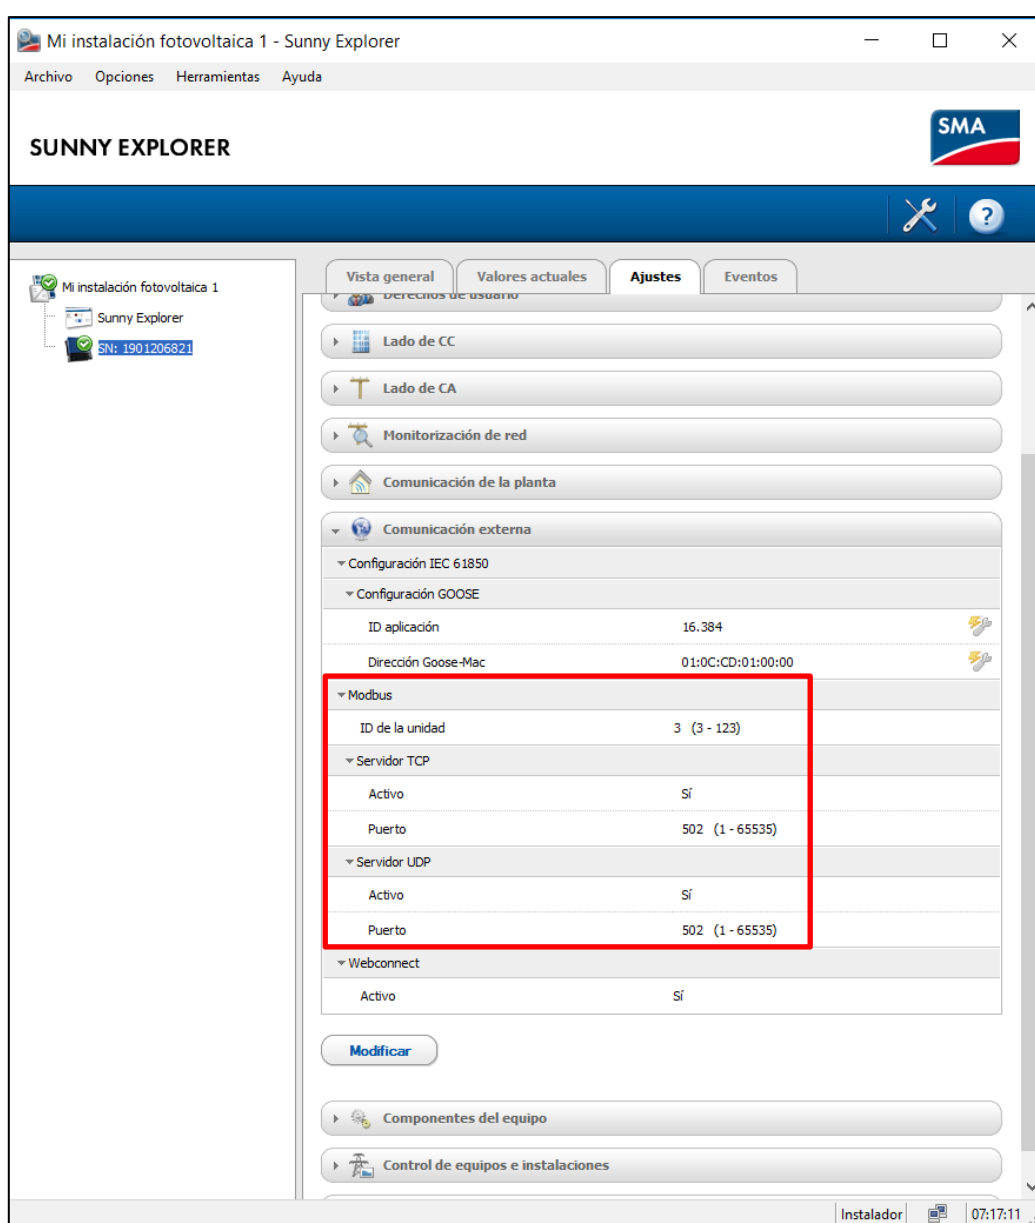 Mi instalación fotovoltaica 1 - Sunny Explorer
Archivo Opciones Herramientas Ayuda
SUNNY EXPLORER
SMA
?
Mi instalación fotovoltaica 1
Sunny Explorer
SN: 1901206821
Vista general Valores actuales Ajustes Eventos
Derechos de usuario
Lado de CC
Lado de CA
Monitorización de red
Comunicación de la planta
Comunicación externa
Configuración IEC 61850
Configuración GOOSE
ID aplicación 16.384
Dirección Goose-Mac 01:0C:CD:01:00:00
Modbus
ID de la unidad 3 (3 - 123)
Servidor TCP
Activo Sí
Puerto 502 (1 - 65535)
Servidor UDP
Activo Sí
Puerto 502 (1 - 65535)
Webconnect
Activo Sí
Modificar
Componentes del equipo
Control de equipos e instalaciones
Instalador 07:17:11